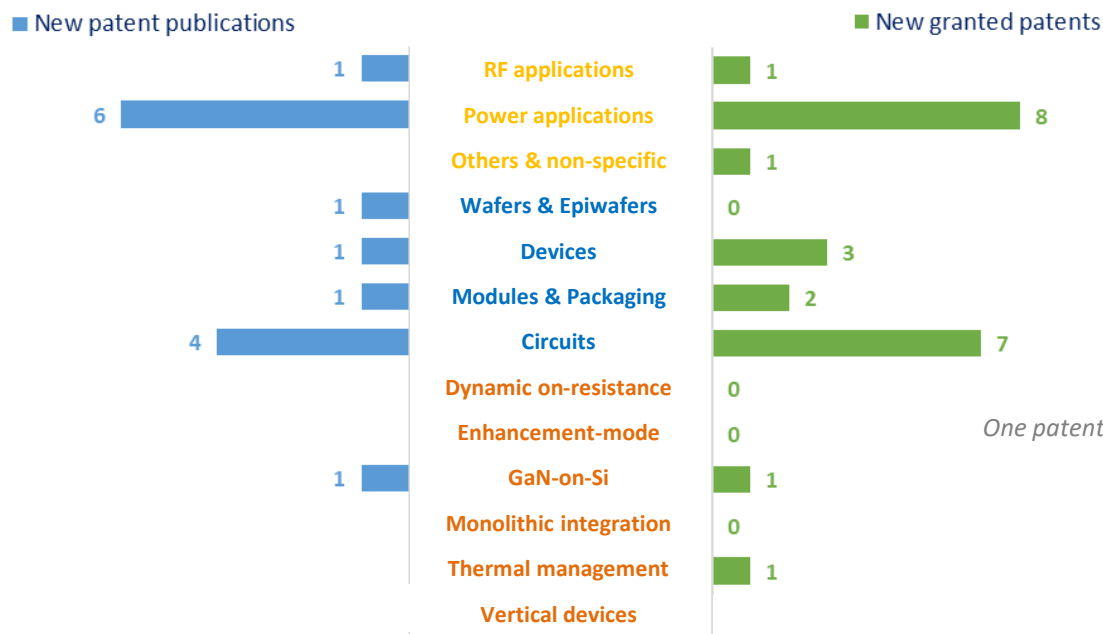 New patent publications
New granted patents
1 RF applications 1
6 Power applications 8
Others & non-specific 1
1 Wafers & Epiwafers 0
1 Devices 3
1 Modules & Packaging 2
4 Circuits 7
Dynamic on-resistance 0
Enhancement-mode 0
One patent
1 GaN-on-Si 1
Monolithic integration 0
Thermal management 1
Vertical devices